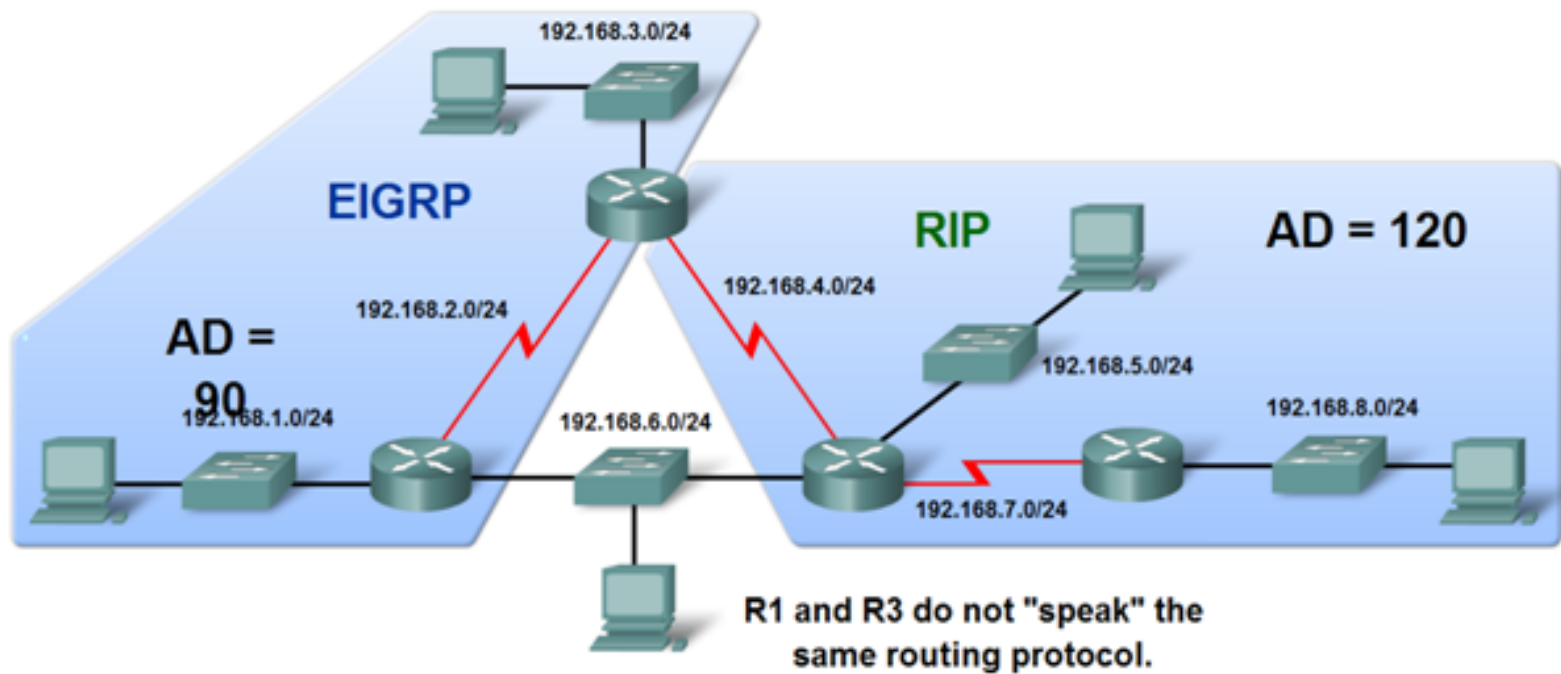 192.168.3.0/24
EIGRP
RIP
AD = 120
192.168.4.0/24
192.168.2.0/24
AD =
90
192.168.5.0/24
192.168.1.0/24
192.168.6.0/24
192.168.8.0/24
192.168.7.0/24
R1 and R3 do not "speak" the
same routing protocol.